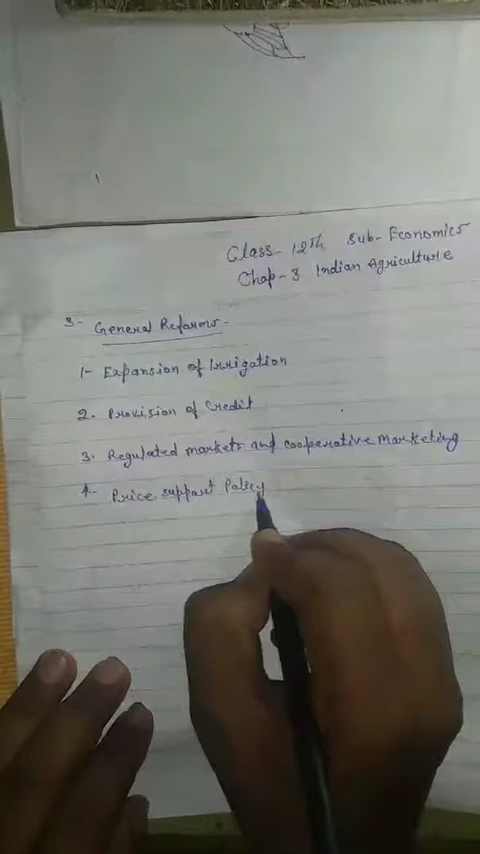 Class- 12Th Sub- Economics
Chap-3 Indian Agriculture
3- General Reforms-
1- Expansion of Irrigation
2. Provision of Credit
3. Regulated markets and cooperative Marketing
4- Price support Policy